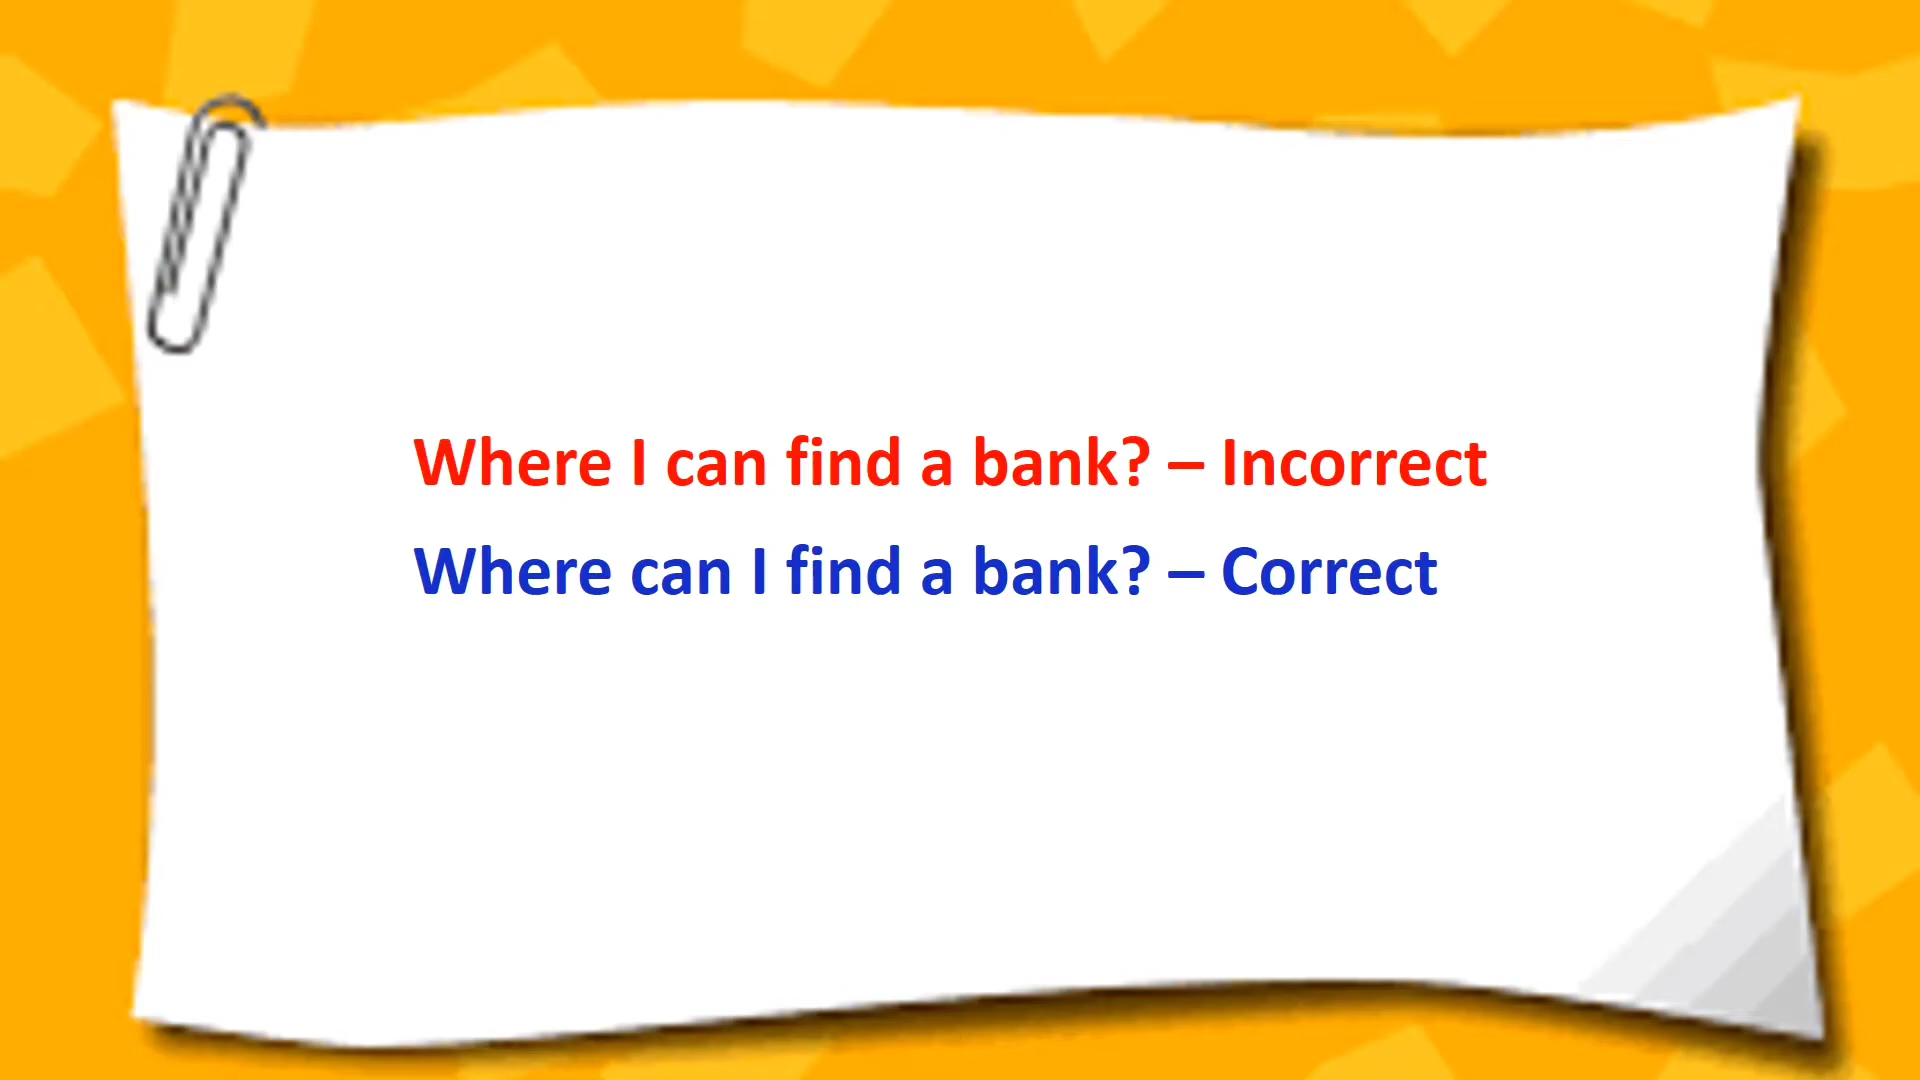 Where I can find a bank? – Incorrect
Where can I find a bank? – Correct